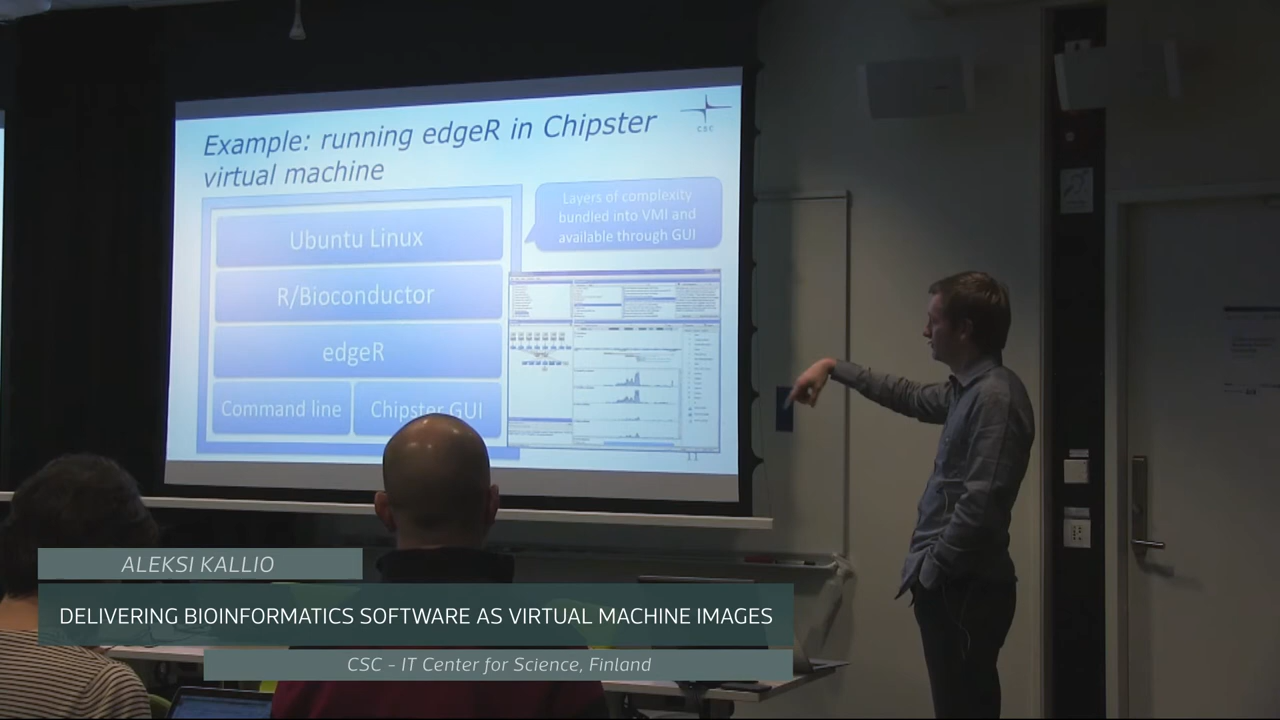 Example: running edgeR in Chipster
virtual machine
CSC
Layers of complexity
bundled into VMI and
available through GUI
Ubuntu Linux
R/Bioconductor
edgeR
Command line
Chipster GUI
11
ALEKSI KALLIO
DELIVERING BIOINFORMATICS SOFTWARE AS VIRTUAL MACHINE IMAGES
CSC - IT Center for Science, Finland